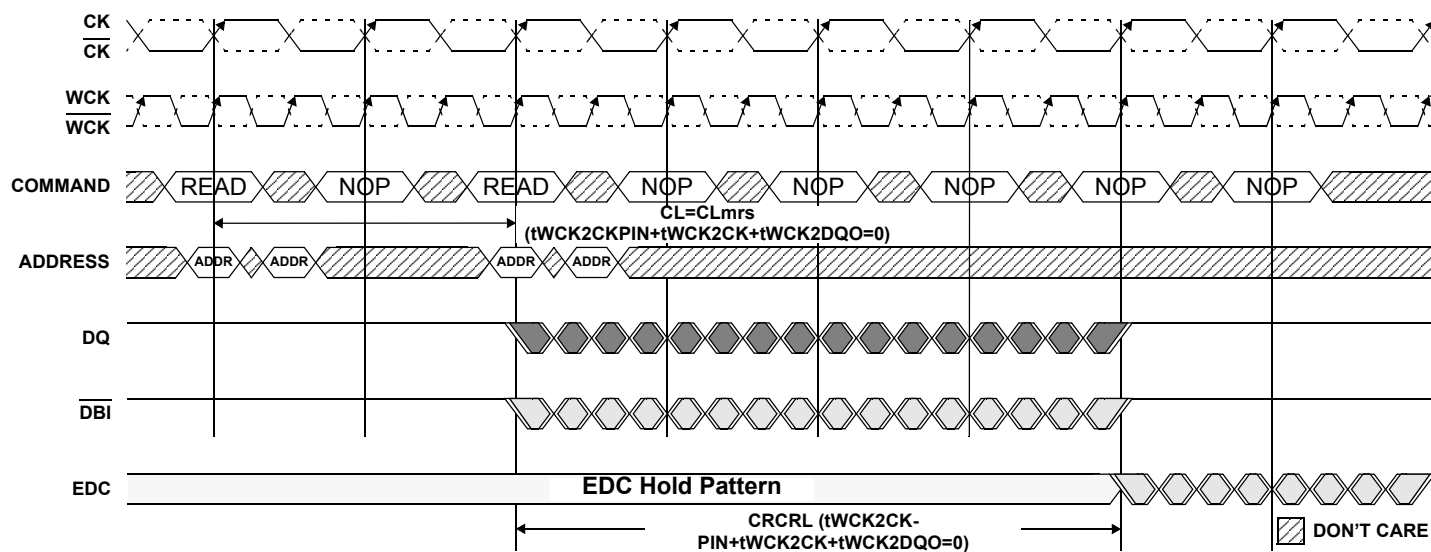 CK
CK
WCK
WCK
COMMAND
READ NOP READ NOP NOP NOP NOP NOP
CL=CLmrs
(tWCK2CKPIN+tWCK2CK+tWCK2DQO=0)
ADDRESS
ADDR ADDR ADDR ADDR
DQ
DBI
EDC
EDC Hold Pattern
CRCRL (tWCK2CK-
PIN+tWCK2CK+tWCK2DQO=0)
DON'T CARE